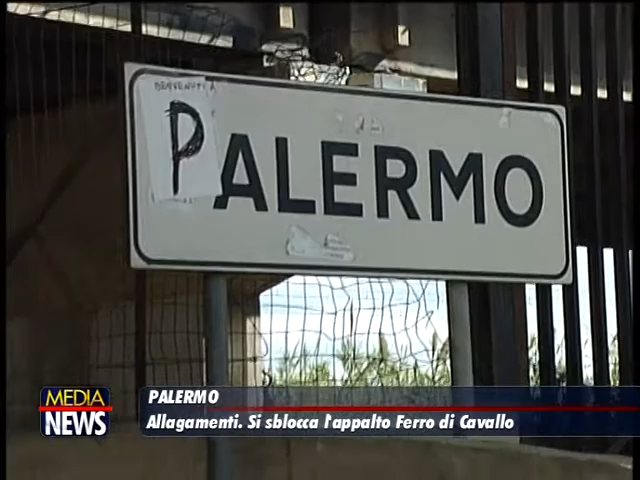 BENVENUTI A
PALERMO
MEDIA
NEWS
PALERMO
Allagamenti. Si sblocca l'appalto Ferro di Cavallo